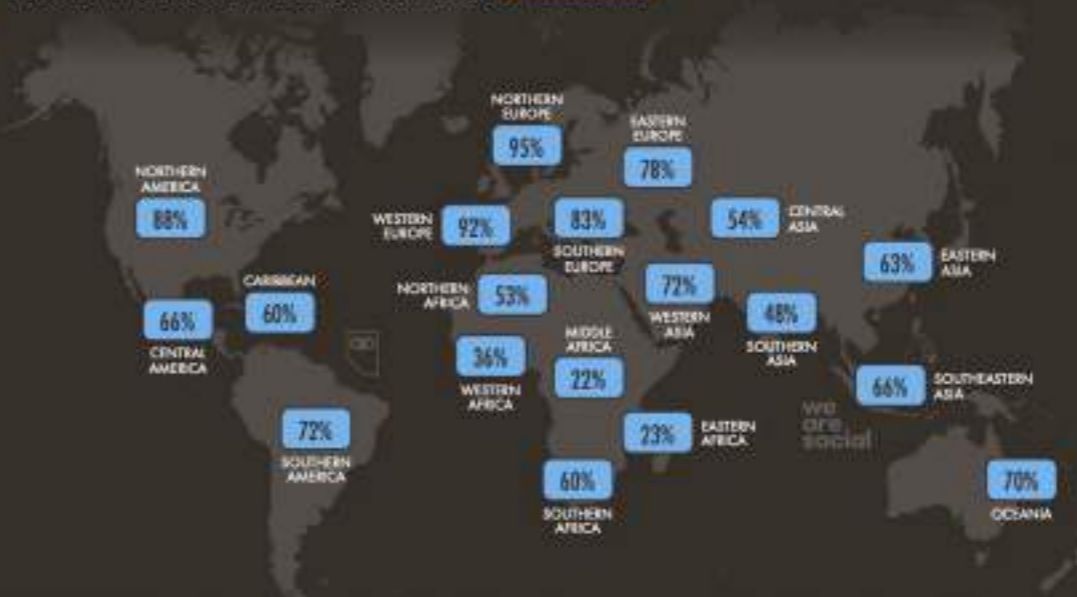 NORTHERN
EUROPE
95%
EASTERN
EUROPE
78%
NORTHERN
AMERICA
88%
WESTERN
EUROPE
92%
83%
SOUTHERN
EUROPE
54%
CENTRAL
ASIA
63%
EASTERN
ASIA
CARIBBEAN
60%
NORTHERN
AFRICA
53%
72%
WESTERN
ASIA
48%
SOUTHERN
ASIA
66%
CENTRAL
AMERICA
36%
WESTERN
AFRICA
MIDDLE
AFRICA
22%
66%
SOUTHEASTERN
ASIA
72%
SOUTHERN
AMERICA
23%
EASTERN
AFRICA
we
are
social
60%
SOUTHERN
AFRICA
70%
OCEANIA